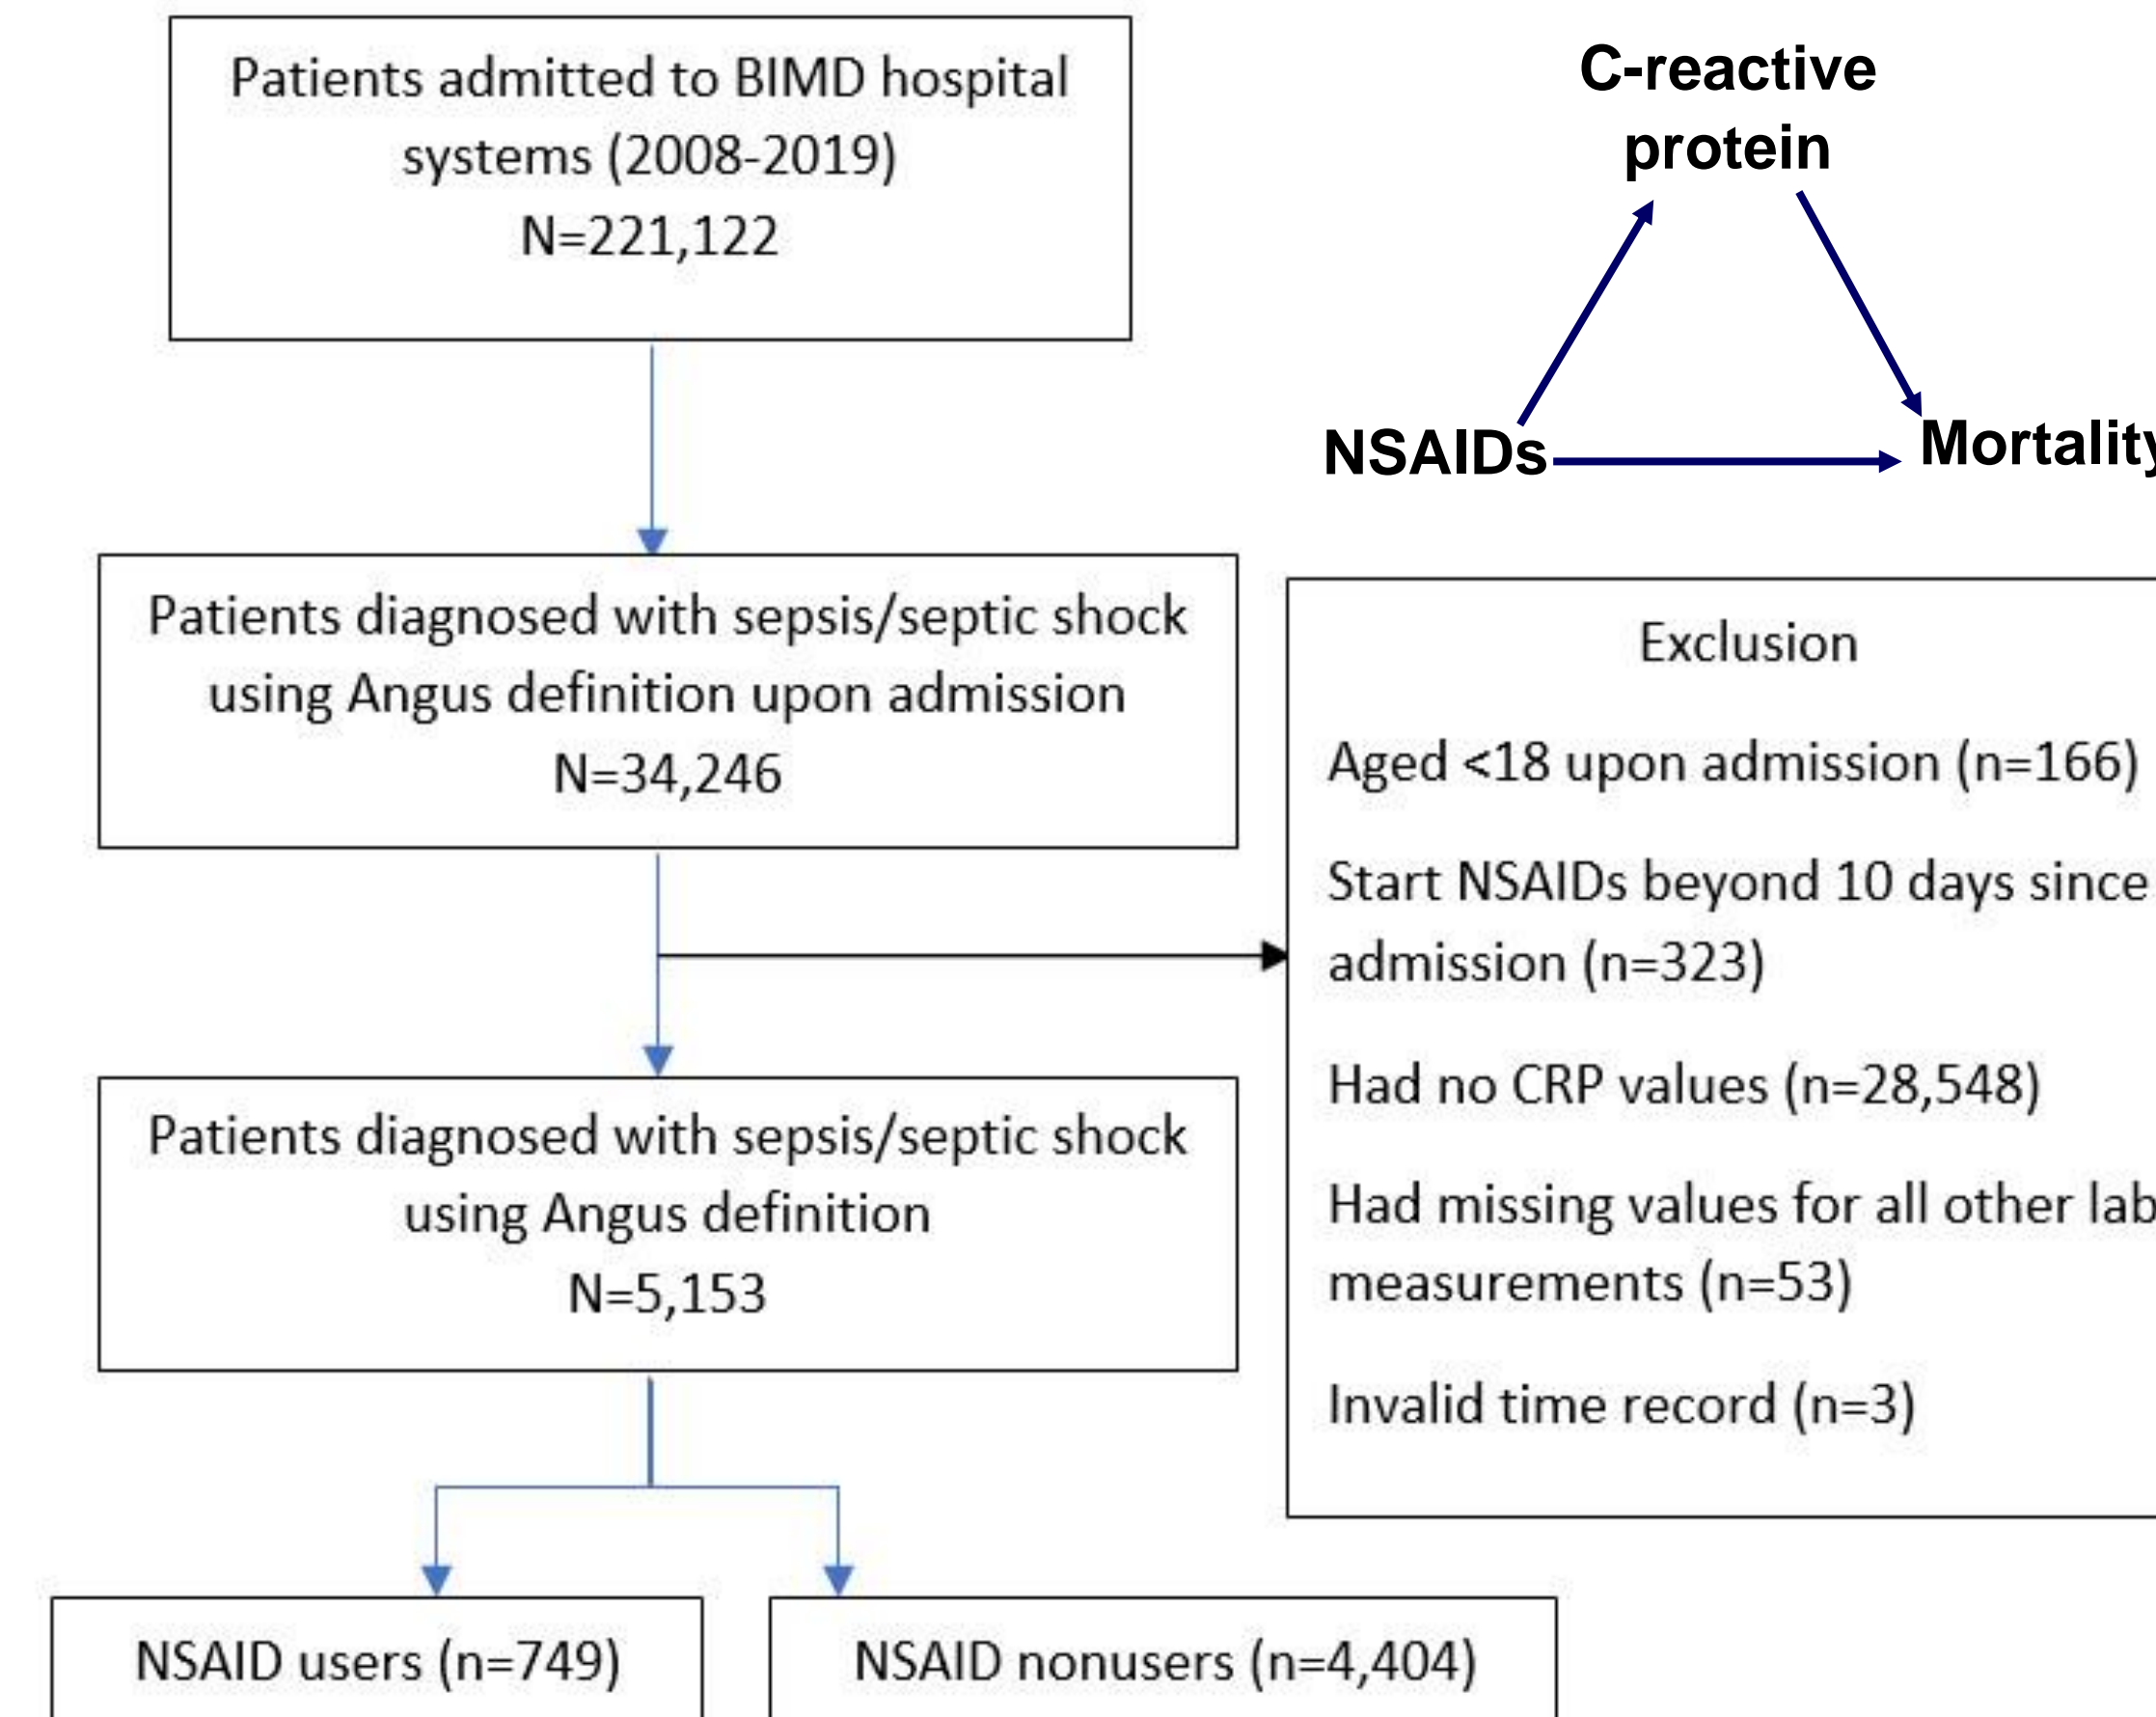 Patients admitted to BIMD hospital
systems (2008-2019)
N=221,122
C-reactive
protein
NSAIDs
Mortality
Patients diagnosed with sepsis/septic shock
using Angus definition upon admission
N=34,246
Exclusion
Aged <18 upon admission (n=166)
Start NSAIDs beyond 10 days since
admission (n=323)
Had no CRP values (n=28,548)
Had missing values for all other lab
measurements (n=53)
Invalid time record (n=3)
Patients diagnosed with sepsis/septic shock
using Angus definition
N=5,153
NSAID users (n=749)
NSAID nonusers (n=4,404)